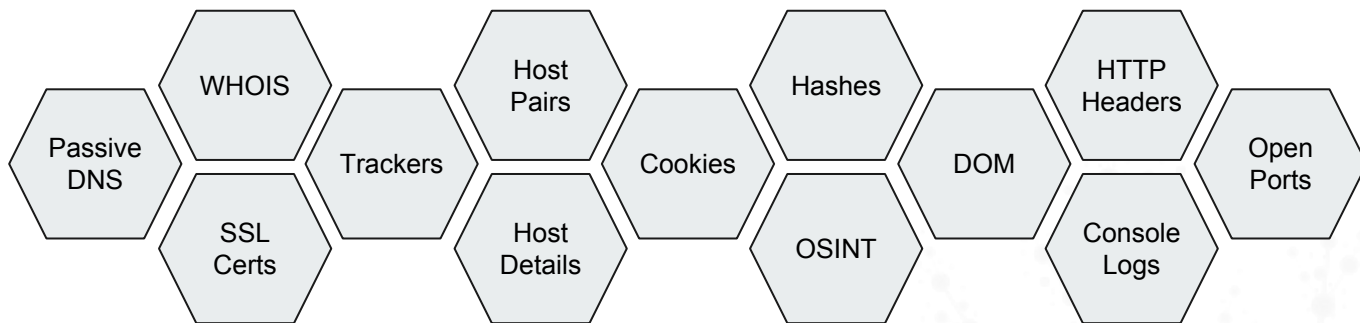 Passive
DNS
WHOIS
SSL
Certs
Trackers
Host
Pairs
Host
Details
Cookies
Hashes
OSINT
DOM
HTTP
Headers
Console
Logs
Open
Ports